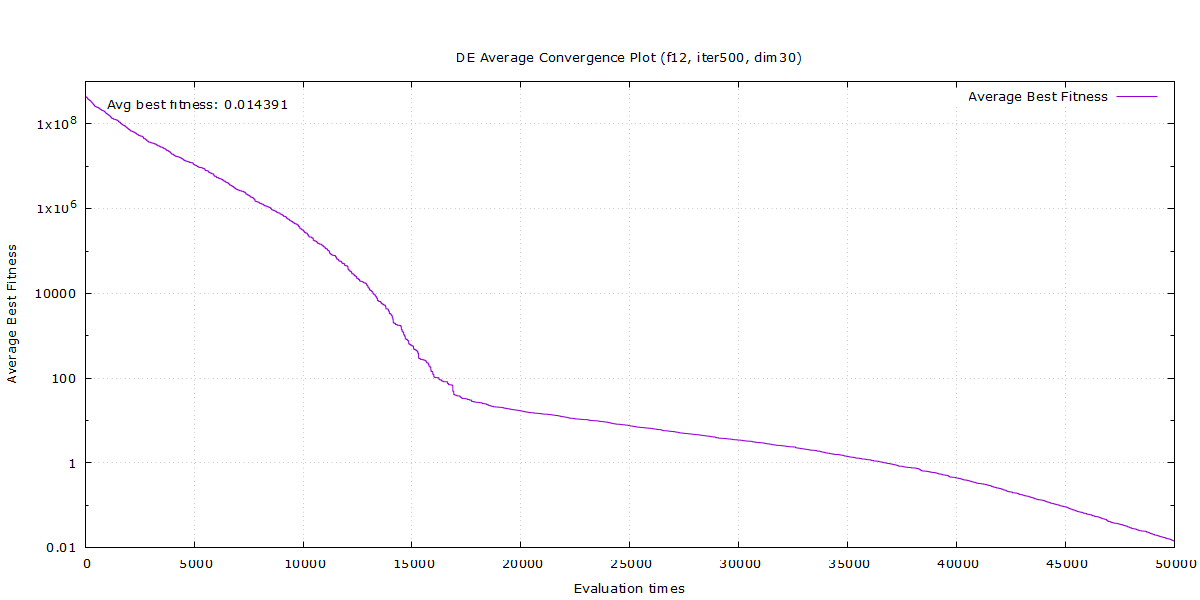 DE Average Convergence Plot (f12, iter500, dim30)
Avg best fitness: 0.014391
Average Best Fitness
1x10^8
1x10^6
10000
100
1
0.01
Average Best Fitness
0 5000 10000 15000 20000 25000 30000 35000 40000 45000 50000
Evaluation times